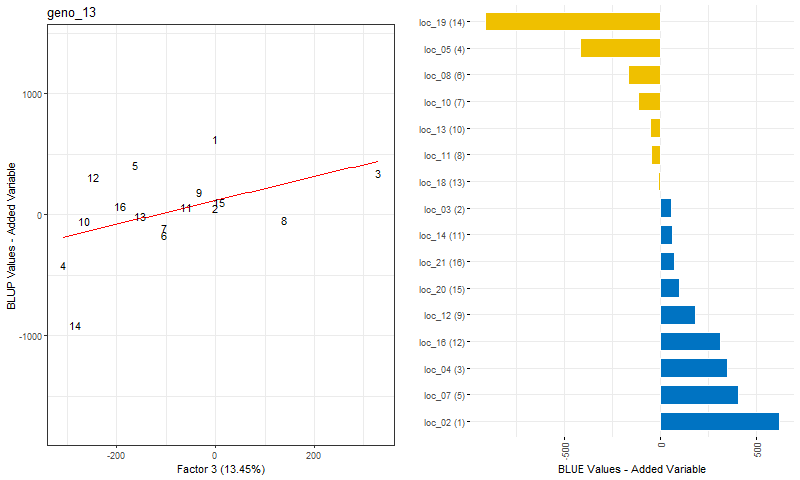 geno_13
BLUP Values - Added Variable
1000
0
-1000
1
5
12
3
9
16
15
11
2
13
10
7
6
8
4
14
-200
0
200
Factor 3 (13.45%)
loc_19 (14)
loc_05 (4)
loc_08 (6)
loc_10 (7)
loc_13 (10)
loc_11 (8)
loc_18 (13)
loc_03 (2)
loc_14 (11)
loc_21 (16)
loc_20 (15)
loc_12 (9)
loc_16 (12)
loc_04 (3)
loc_07 (5)
loc_02 (1)
-500
0
500
BLUE Values - Added Variable